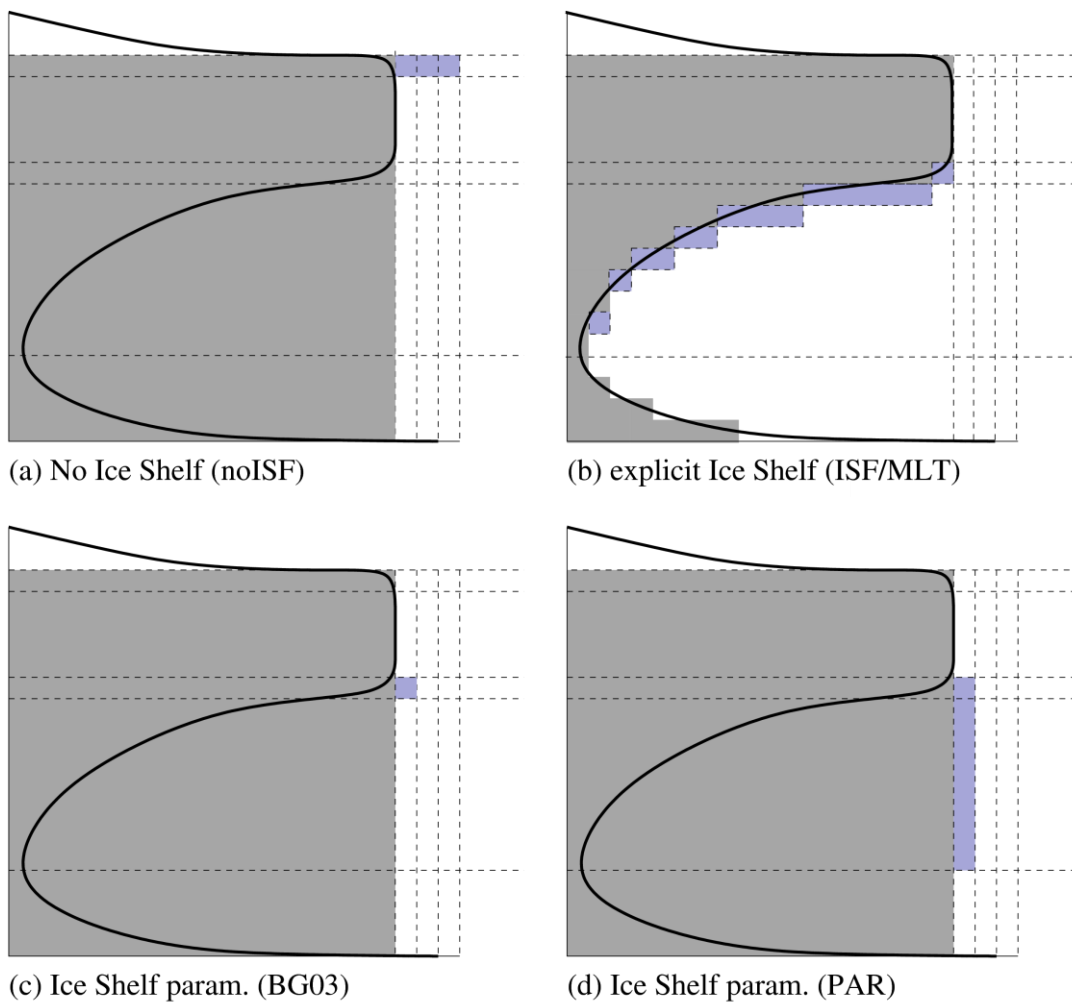 (a) No Ice Shelf (noISF)
(b) explicit Ice Shelf (ISF/MLT)
(c) Ice Shelf param. (BG03)
(d) Ice Shelf param. (PAR)